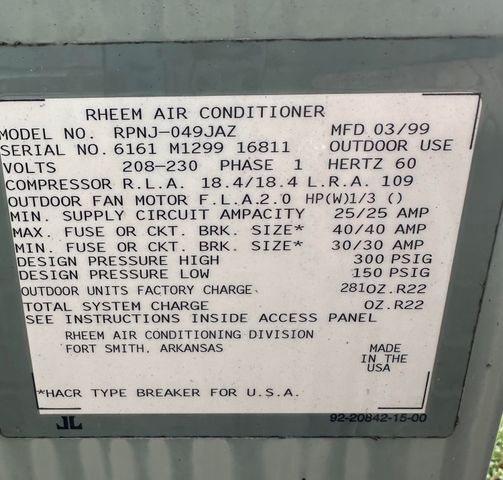 RHEEM AIR CONDITIONER
MODEL NO. RPNJ-049JAZ MFD 03/99
SERIAL NO. 6161 M1299 16811 OUTDOOR USE
VOLTS 208-230 PHASE 1 HERTZ 60
COMPRESSOR R.L.A. 18.4/18.4 L.R.A. 109
OUTDOOR FAN MOTOR F.L.A.2.0 HP(W)1/3 ()
MIN. SUPPLY CIRCUIT AMPACITY 25/25 AMP
MAX. FUSE OR CKT. BRK. SIZE* 40/40 AMP
MIN. FUSE OR CKT. BRK. SIZE* 30/30 AMP
DESIGN PRESSURE HIGH 300 PSIG
DESIGN PRESSURE LOW 150 PSIG
OUTDOOR UNITS FACTORY CHARGE 281OZ.R22
TOTAL SYSTEM CHARGE OZ.R22
SEE INSTRUCTIONS INSIDE ACCESS PANEL
RHEEM AIR CONDITIONING DIVISION
FORT SMITH, ARKANSAS
MADE
IN THE
USA
*HACR TYPE BREAKER FOR U.S.A.
92-20842-15-00